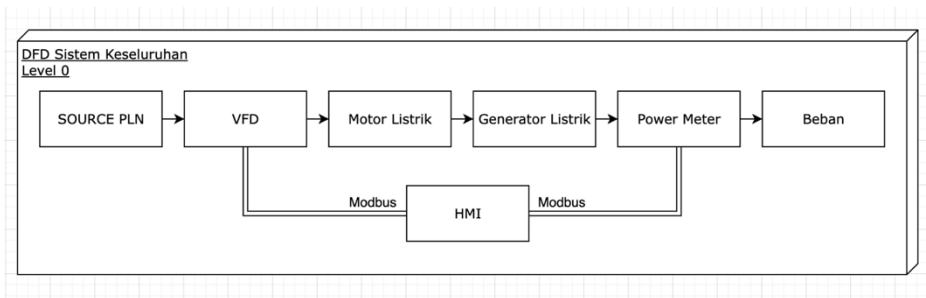 DFD Sistem Keseluruhan
Level 0
SOURCE PLN
VFD
Motor Listrik
Generator Listrik
Power Meter
Beban
Modbus
HMI
Modbus